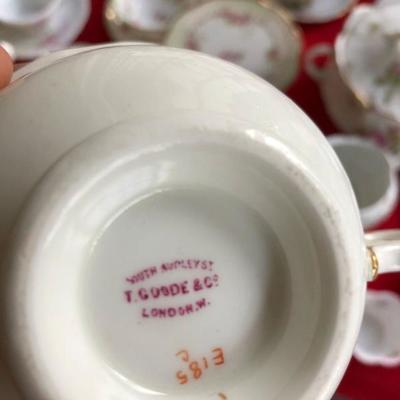 SOUTH AUDLEY ST
T. GOODE & CO
LONDON. W.
E185
C